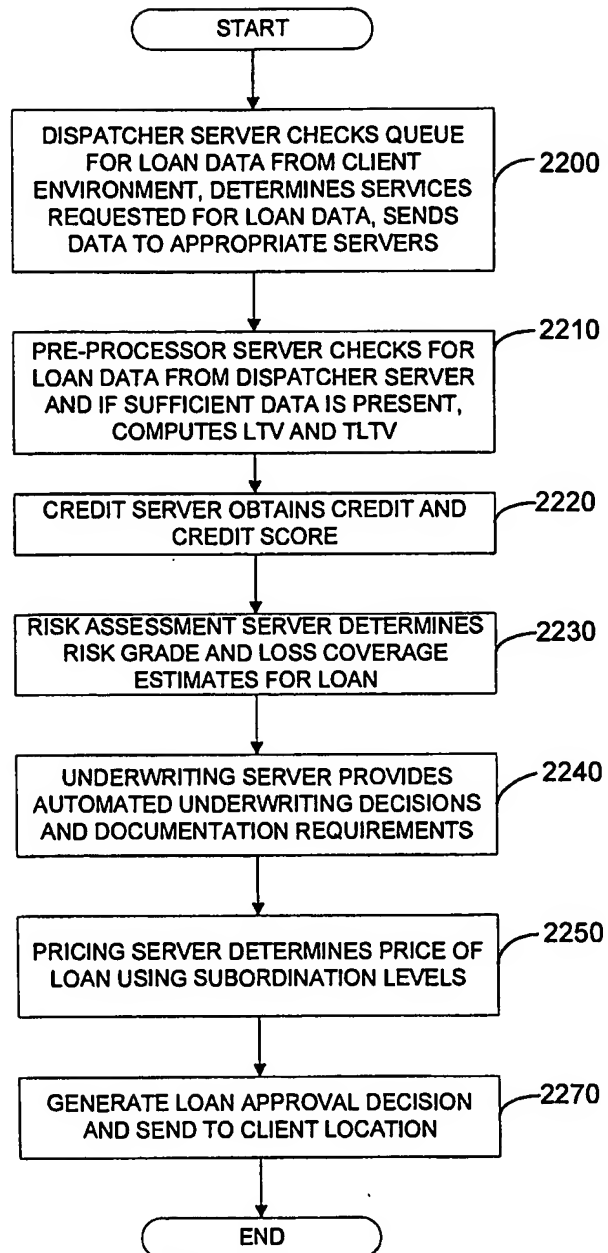 START
DISPATCHER SERVER CHECKS QUEUE
FOR LOAN DATA FROM CLIENT
ENVIRONMENT, DETERMINES SERVICES
REQUESTED FOR LOAN DATA, SENDS
DATA TO APPROPRIATE SERVERS
2200
PRE-PROCESSOR SERVER CHECKS FOR
LOAN DATA FROM DISPATCHER SERVER
AND IF SUFFICIENT DATA IS PRESENT,
COMPUTES LTV AND TLTV
2210
CREDIT SERVER OBTAINS CREDIT AND
CREDIT SCORE
2220
RISK ASSESSMENT SERVER DETERMINES
RISK GRADE AND LOSS COVERAGE
ESTIMATES FOR LOAN
2230
UNDERWRITING SERVER PROVIDES
AUTOMATED UNDERWRITING DECISIONS
AND DOCUMENTATION REQUIREMENTS
2240
PRICING SERVER DETERMINES PRICE OF
LOAN USING SUBORDINATION LEVELS
2250
GENERATE LOAN APPROVAL DECISION
AND SEND TO CLIENT LOCATION
2270
END